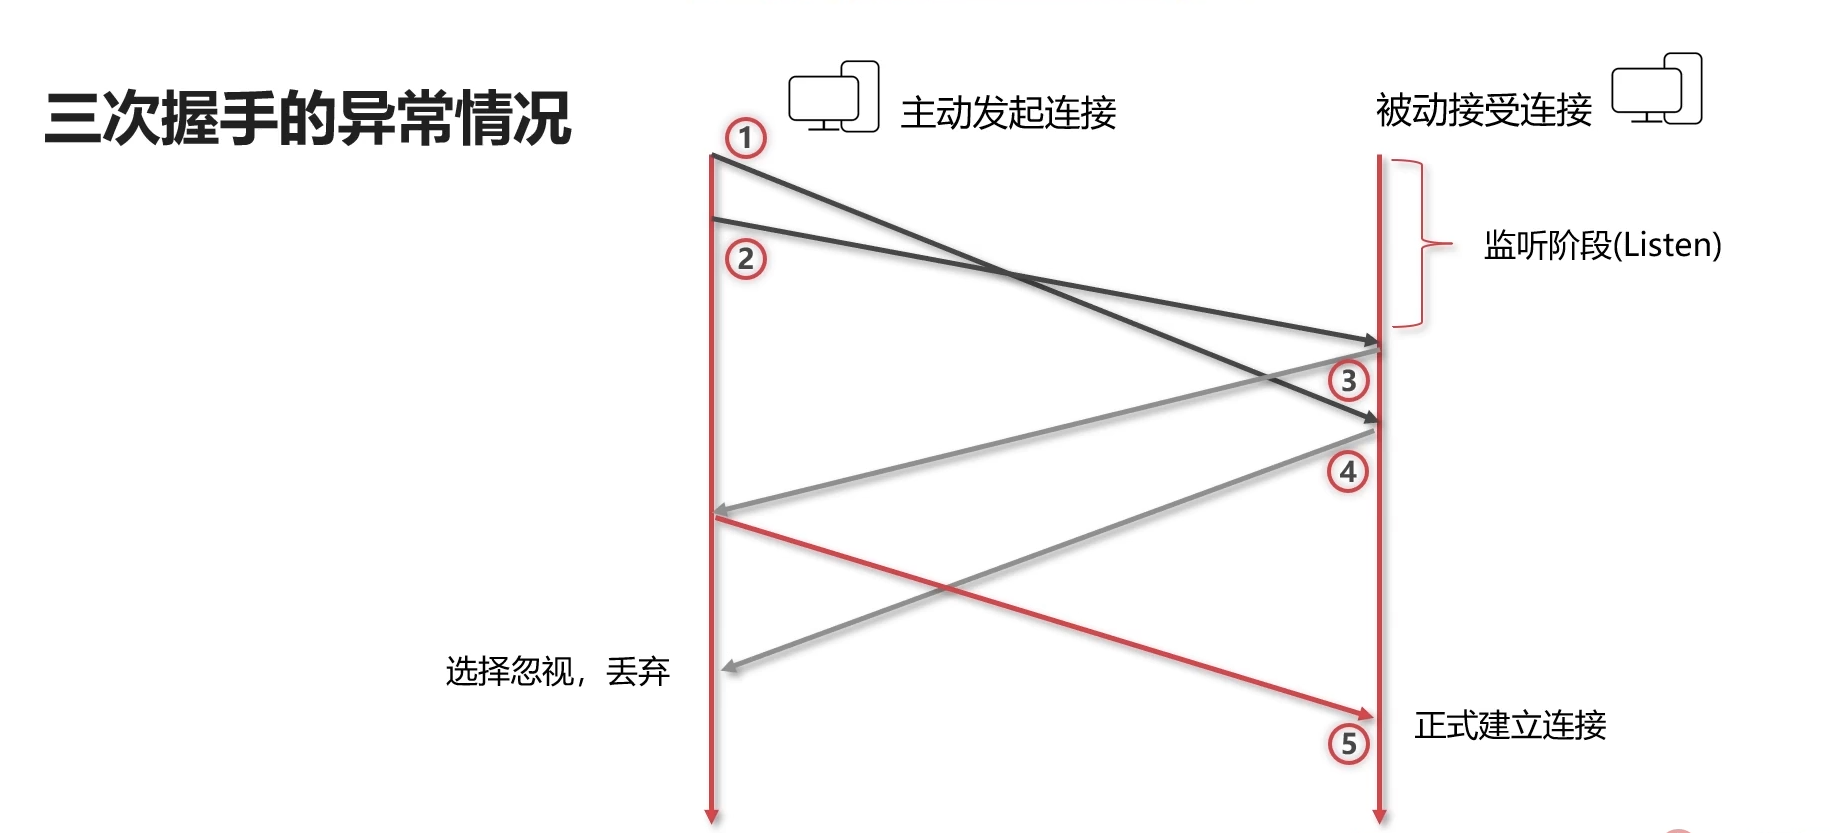 三次握手的异常情况
主动发起连接
被动接受连接
1
2
监听阶段(Listen)
3
4
选择忽视，丢弃
正式建立连接
5